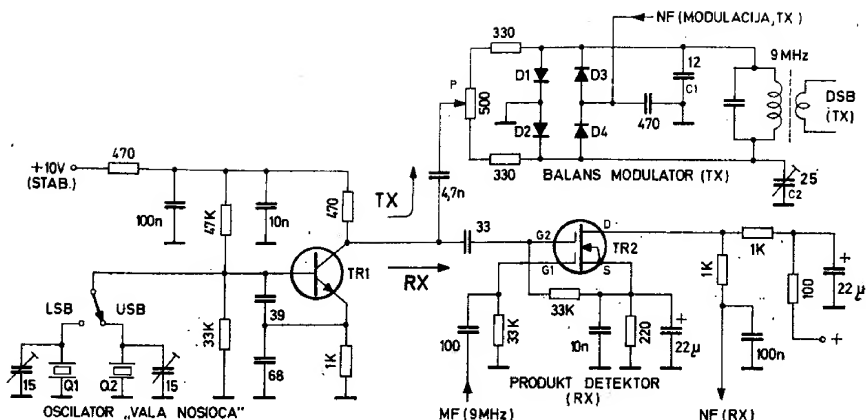 NF (MODULACIJA, TX)
330
9 MHz
D1
D3
12
C1
P
500
DSB
(TX)
D2
D4
470
+10V
(STAB.)
470
330
BALANS MODULATOR (TX)
25
C2
TX
4,7n
100n
47K
10n
470
33
G2
D
TR2
1K
TR1
RX
G1
S
1K
100
22μ
+
LSB
USB
39
33K
33K
+
+
100
33K
10n
220
22μ
100n
15
Q1
Q2
15
68
1K
PRODUKT DETEKTOR
(RX)
OSCILATOR „VALA NOSIOCA"
MF (9MHz)
NF (RX)